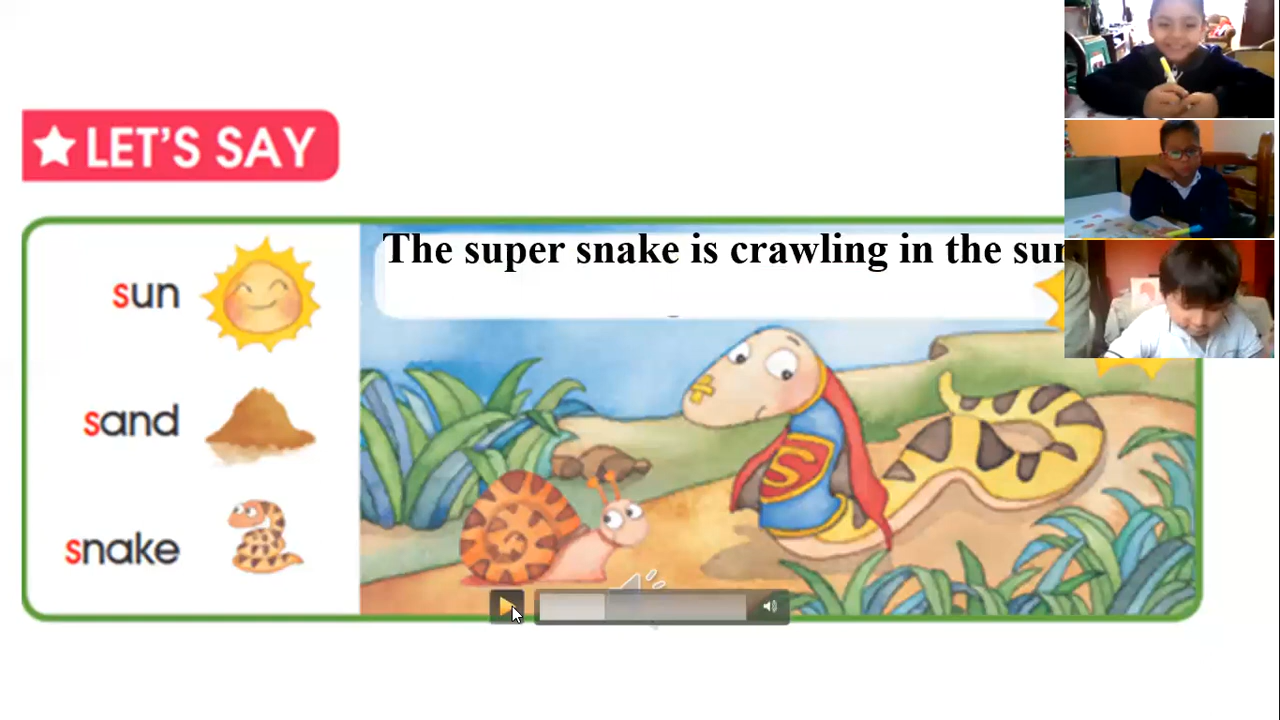 LET'S SAY
The super snake is crawling in the
sun
sand
snake
S